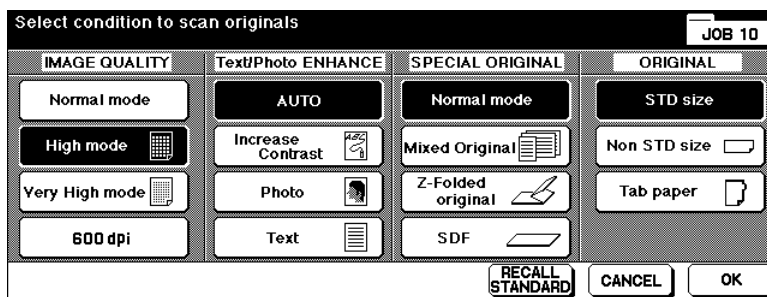 Select condition to scan originals
JOB 10
IMAGE QUALITY
Normal mode
High mode
Very High mode
600 dpi
Text/Photo ENHANCE
AUTO
Increase
Contrast
ABC
Photo
Text
SPECIAL ORIGINAL
Normal mode
Mixed Original
Z-Folded
original
SDF
ORIGINAL
STD size
Non STD size
Tab paper
RECALL
STANDARD
CANCEL
OK